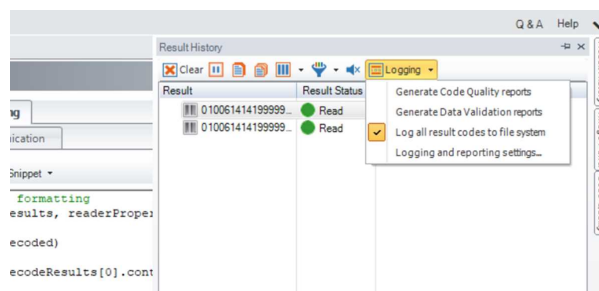 Q & A Help
Result History
Clear Logging
Result Result Status
010061414199999... Read
010061414199999... Read
Generate Code Quality reports
Generate Data Validation reports
Log all result codes to file system
Logging and reporting settings...
ng
ication
Snippet
formatting
esults, readerProper
ecoded)
ecodeResults[0].cont